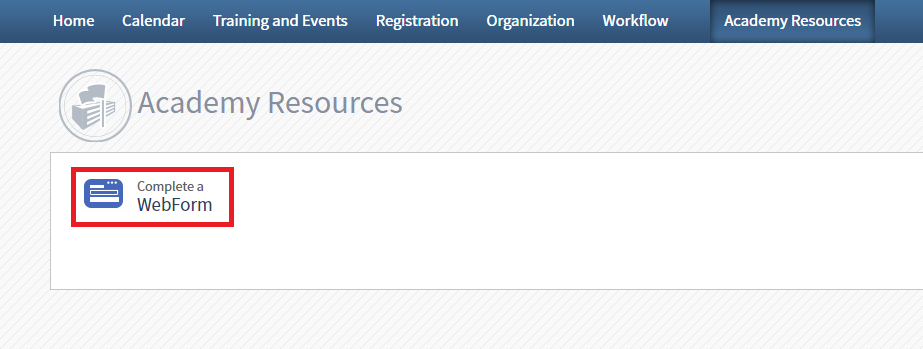 Home Calendar Training and Events Registration Organization Workflow Academy Resources
Academy Resources
Complete a
WebForm